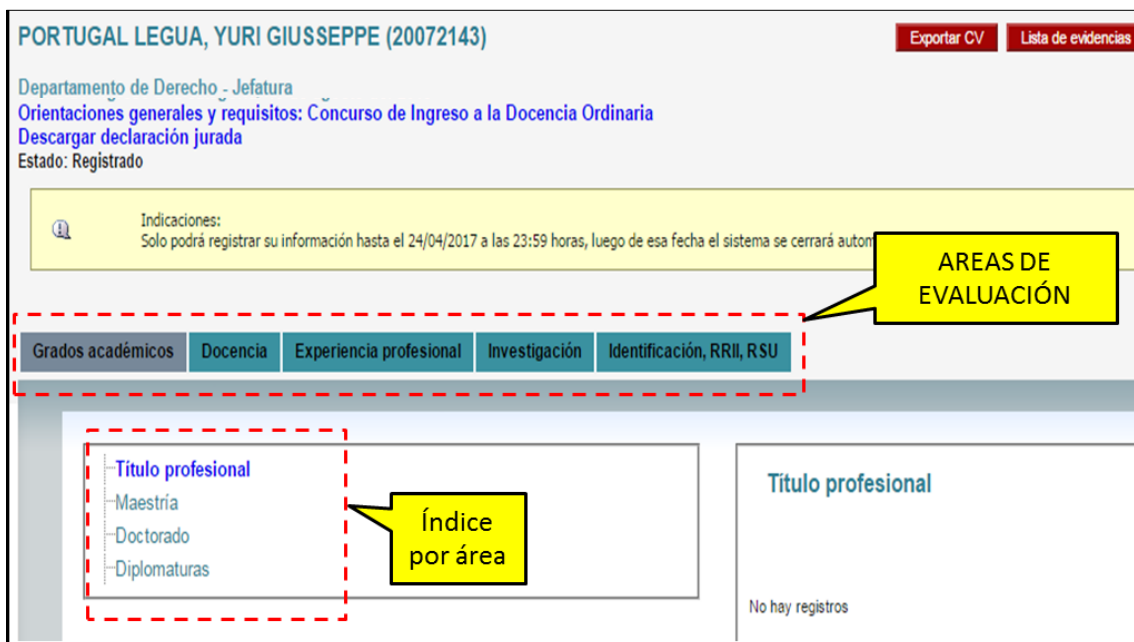 PORTUGAL LEGUA, YURI GIUSSEPPE (20072143)
Exportar CV
Lista de evidencias
Departamento de Derecho - Jefatura
Orientaciones generales y requisitos: Concurso de Ingreso a la Docencia Ordinaria
Descargar declaración jurada
Estado: Registrado
Indicaciones:
Solo podrá registrar su información hasta el 24/04/2017 a las 23:59 horas, luego de esa fecha el sistema se cerrará
AREAS DE
EVALUACIÓN
Grados académicos
Docencia
Experiencia profesional
Investigación
Identificación, RRII, RSU
Título profesional
Maestría
Doctorado
Diplomaturas
Índice
por área
Título profesional
No hay registros